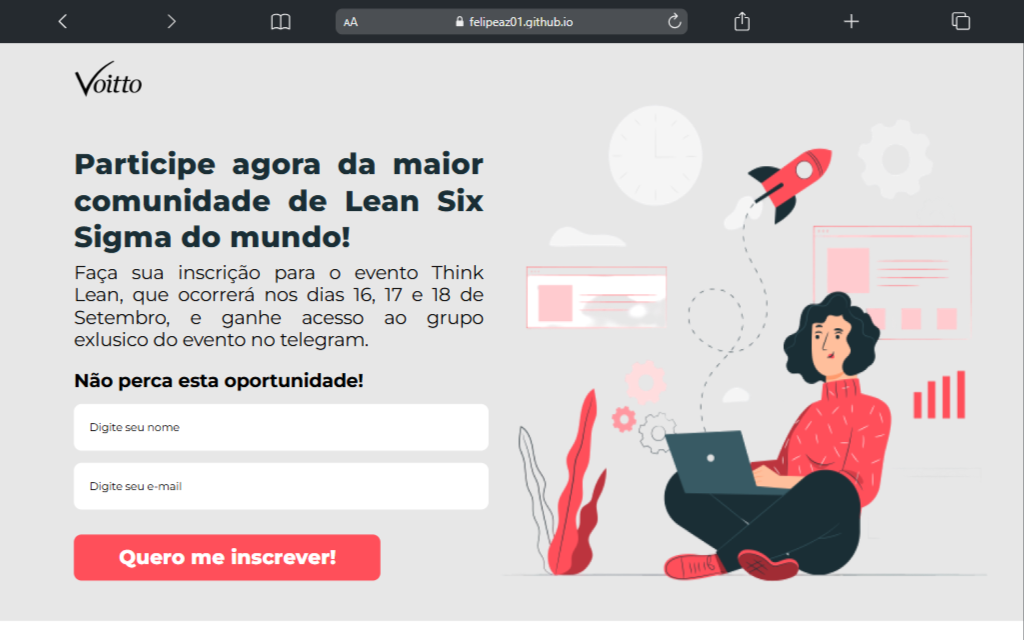 AA
felipeaz01.github.io
Voitto
Participe agora da maior
comunidade de Lean Six
Sigma do mundo!
Faça sua inscrição para o evento Think
Lean, que ocorrerá nos dias 16, 17 e 18 de
Setembro, e ganhe acesso ao grupo
exlusico do evento no telegram.
Não perca esta oportunidade!
Digite seu nome
Digite seu e-mail
Quero me inscrever!